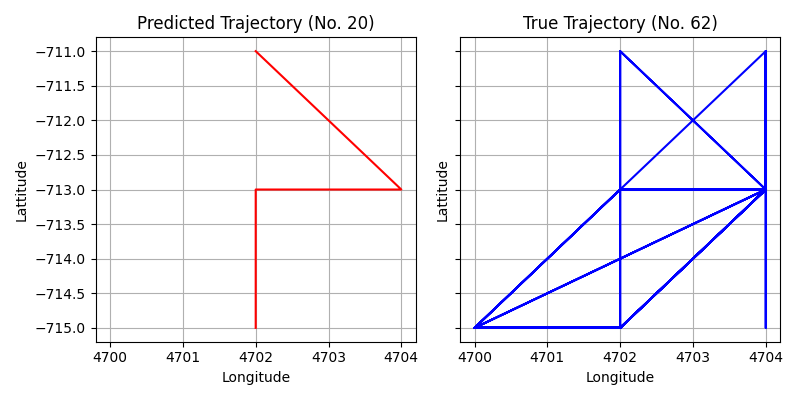 Predicted Trajectory (No. 20)
−711.0
−711.5
−712.0
−712.5
−713.0
−713.5
−714.0
−714.5
−715.0
Lattitude
4700 4701 4702 4703 4704
Longitude
True Trajectory (No. 62)
Lattitude
4700 4701 4702 4703 4704
Longitude